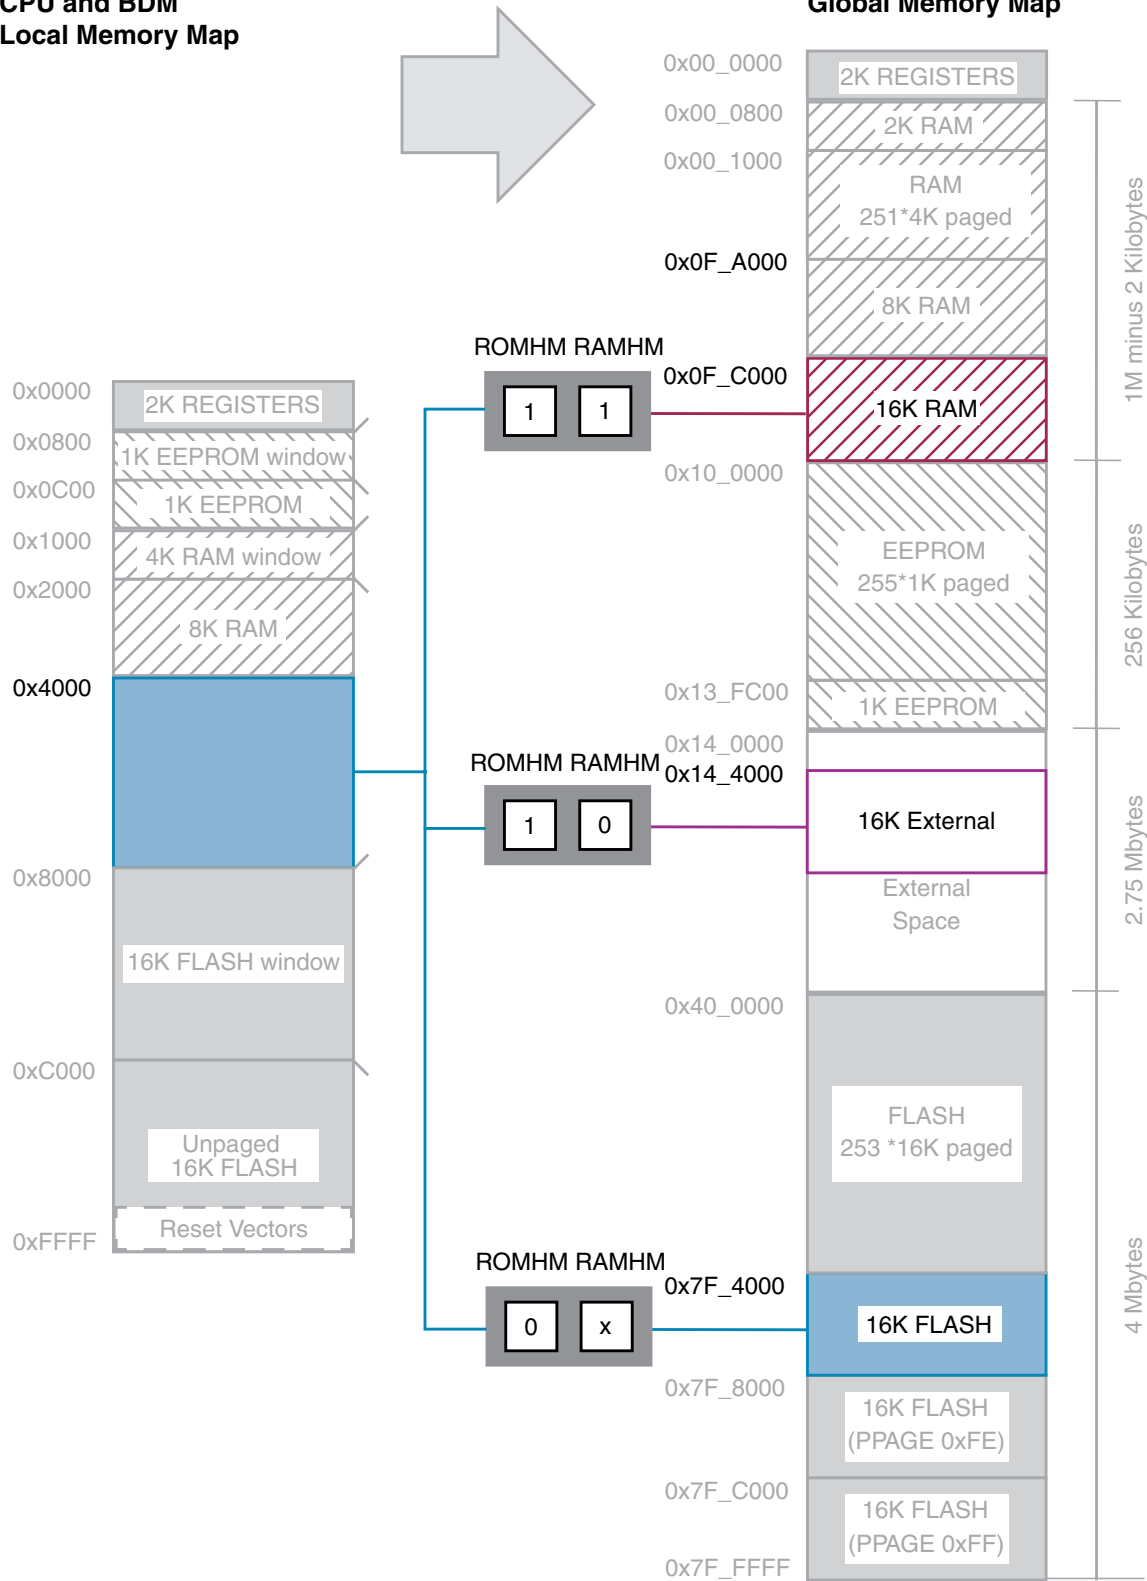 CPU and BDM
Local Memory Map
Global Memory Map
0x00_0000
2K REGISTERS
0x00_0800
2K RAM
0x00_1000
RAM
251*4K paged
0x0F_A000
8K RAM
1M minus 2 Kilobytes
ROMHM RAMHM
1 1
0x0F_C000
16K RAM
0x10_0000
EEPROM
255*1K paged
256 Kilobytes
0x13_FC00
1K EEPROM
0x14_0000
ROMHM RAMHM
1 0
0x14_4000
16K External
External
Space
2.75 Mbytes
0x40_0000
FLASH
253 *16K paged
ROMHM RAMHM
0 x
0x7F_4000
16K FLASH
4 Mbytes
0x7F_8000
16K FLASH
(PPAGE 0xFE)
0x7F_C000
16K FLASH
(PPAGE 0xFF)
0x7F_FFFF
0x0000
2K REGISTERS
0x0800
1K EEPROM window
0x0C00
1K EEPROM
0x1000
4K RAM window
0x2000
8K RAM
0x4000
0x8000
16K FLASH window
0xC000
Unpaged
16K FLASH
Reset Vectors
0xFFFF